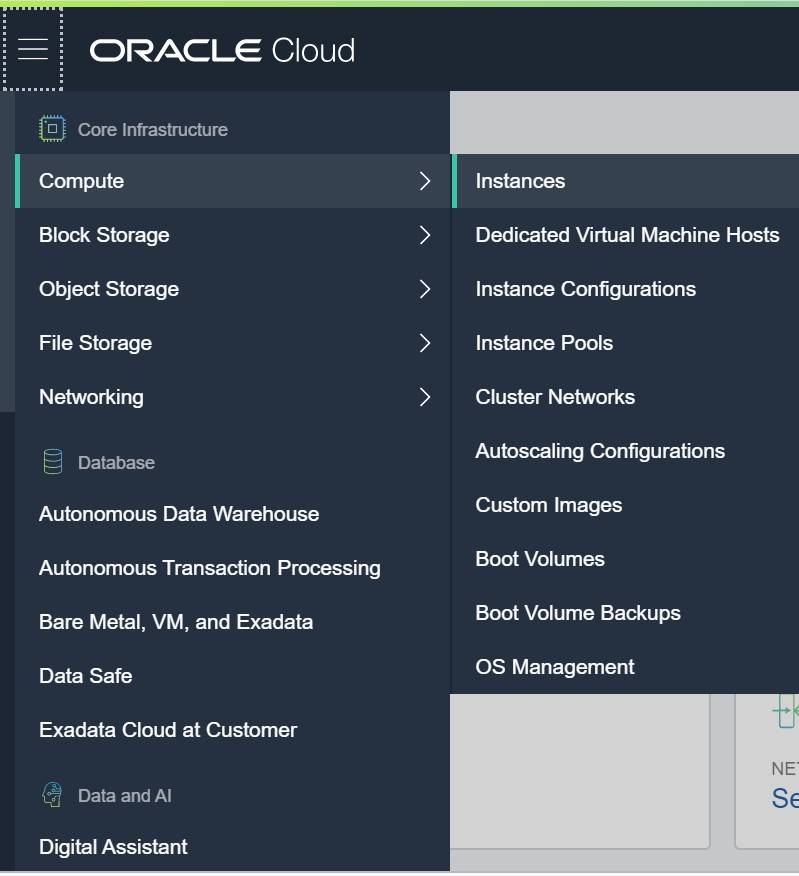 ORACLE Cloud
Core Infrastructure
Compute
Block Storage
Object Storage
File Storage
Networking
Database
Autonomous Data Warehouse
Autonomous Transaction Processing
Bare Metal, VM, and Exadata
Data Safe
Exadata Cloud at Customer
Data and AI
Digital Assistant
Instances
Dedicated Virtual Machine Hosts
Instance Configurations
Instance Pools
Cluster Networks
Autoscaling Configurations
Custom Images
Boot Volumes
Boot Volume Backups
OS Management
NE
Se